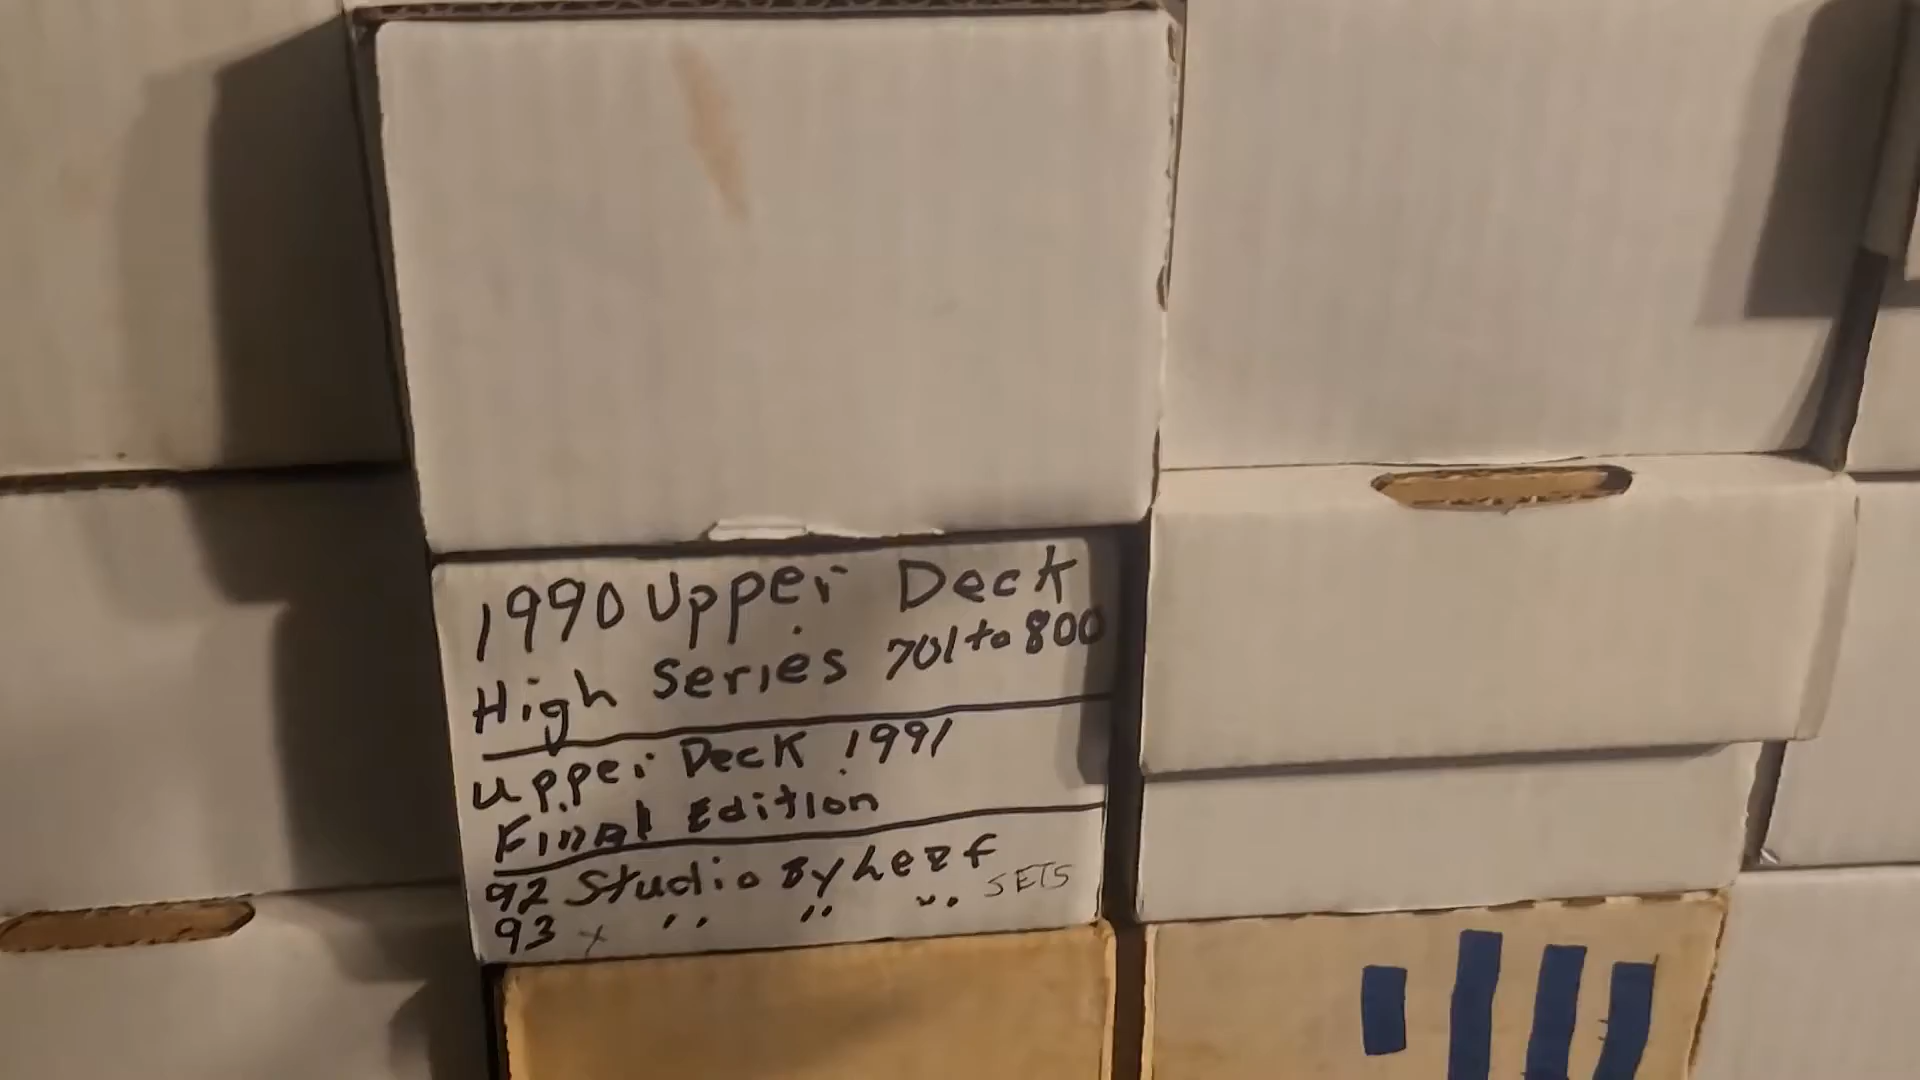 1990 Upper Deck
High Series 701 to 800
Upper Deck 1991
Final Edition
92 Studio By Leaf
93 " " " SETS